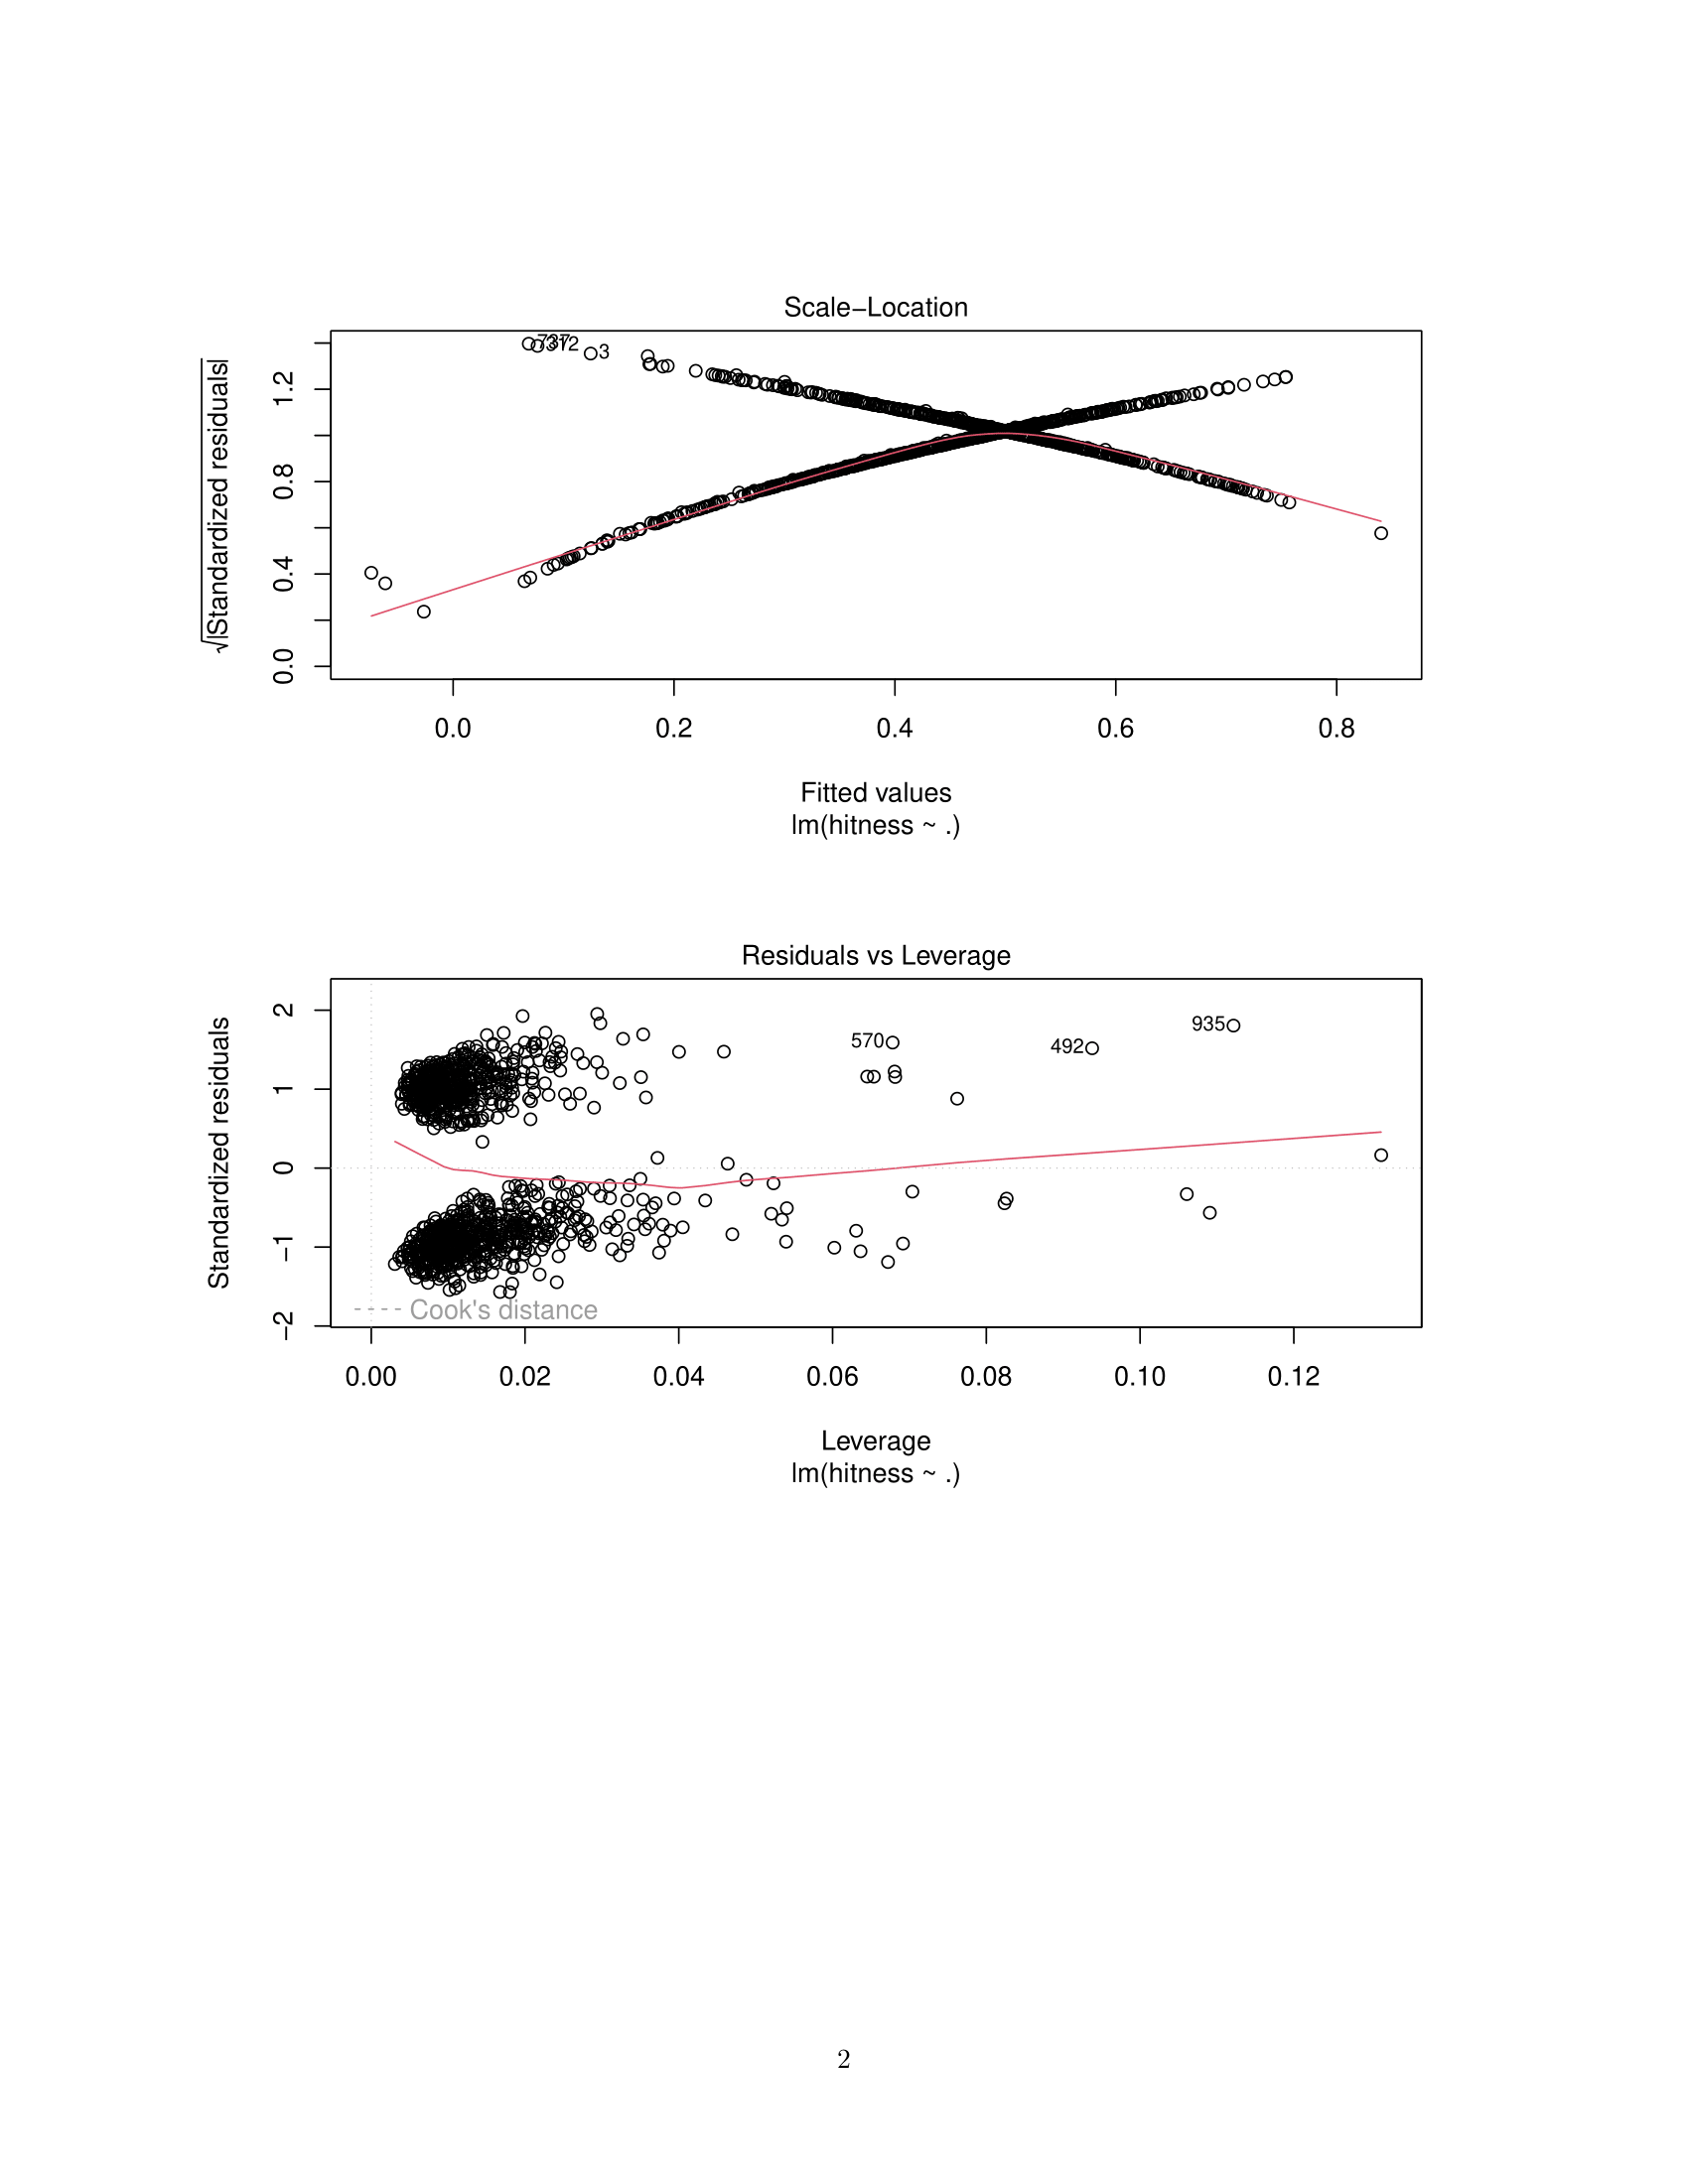 Scale−Location
737
312
3
√|Standardized residuals|
0.0 0.4 0.8 1.2
0.0 0.2 0.4 0.6 0.8
Fitted values
lm(hitness ~ .)
Residuals vs Leverage
935
570
492
Standardized residuals
−2 −1 0 1 2
Cook's distance
0.00 0.02 0.04 0.06 0.08 0.10 0.12
Leverage
lm(hitness ~ .)
2